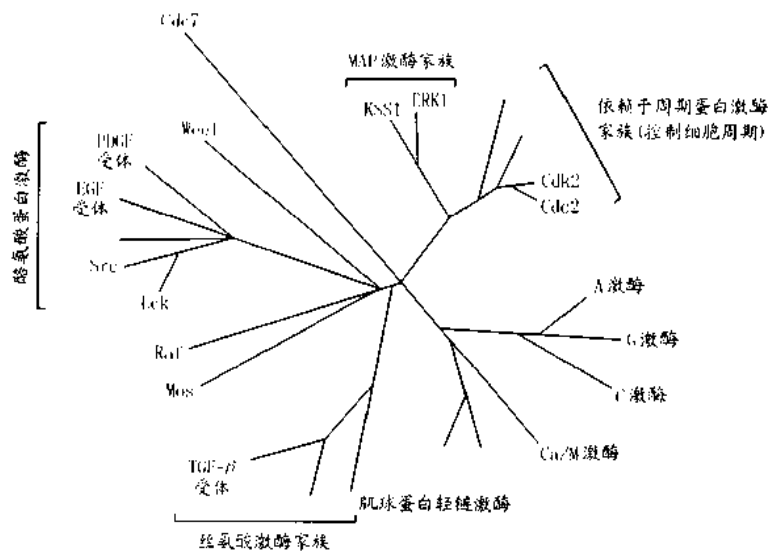 Cdc7
MAP激酶家族
KSS1
ERK1
依赖于周期蛋白激酶
家族(控制细胞周期)
Wee1
PDGF
受体
EGF
受体
酪氨酸蛋白激酶
Cdk2
Cdc2
Src
Lck
A激酶
G激酶
C激酶
Raf
Mos
Ca/M激酶
TGF-β
受体
肌球蛋白轻链激酶
丝氨酸激酶家族